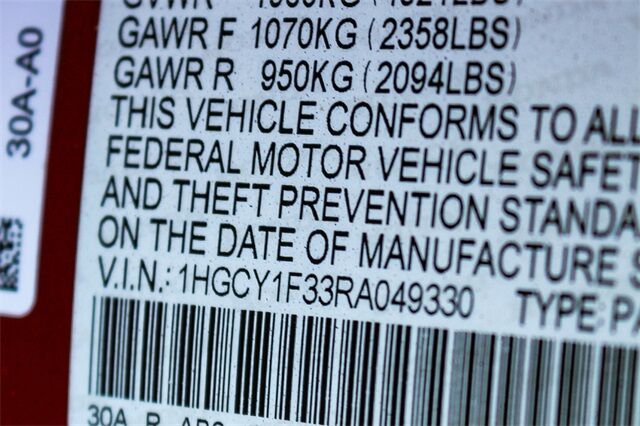 GAWR F 1070KG (2358LBS)
GAWR R 950KG (2094LBS)
THIS VEHICLE CONFORMS TO ALL
FEDERAL MOTOR VEHICLE SAFET
AND THEFT PREVENTION STANDA
ON THE DATE OF MANUFACTURE S
V.I.N.: 1HGCY1F33RA049330 TYPE: PA
30A-A0